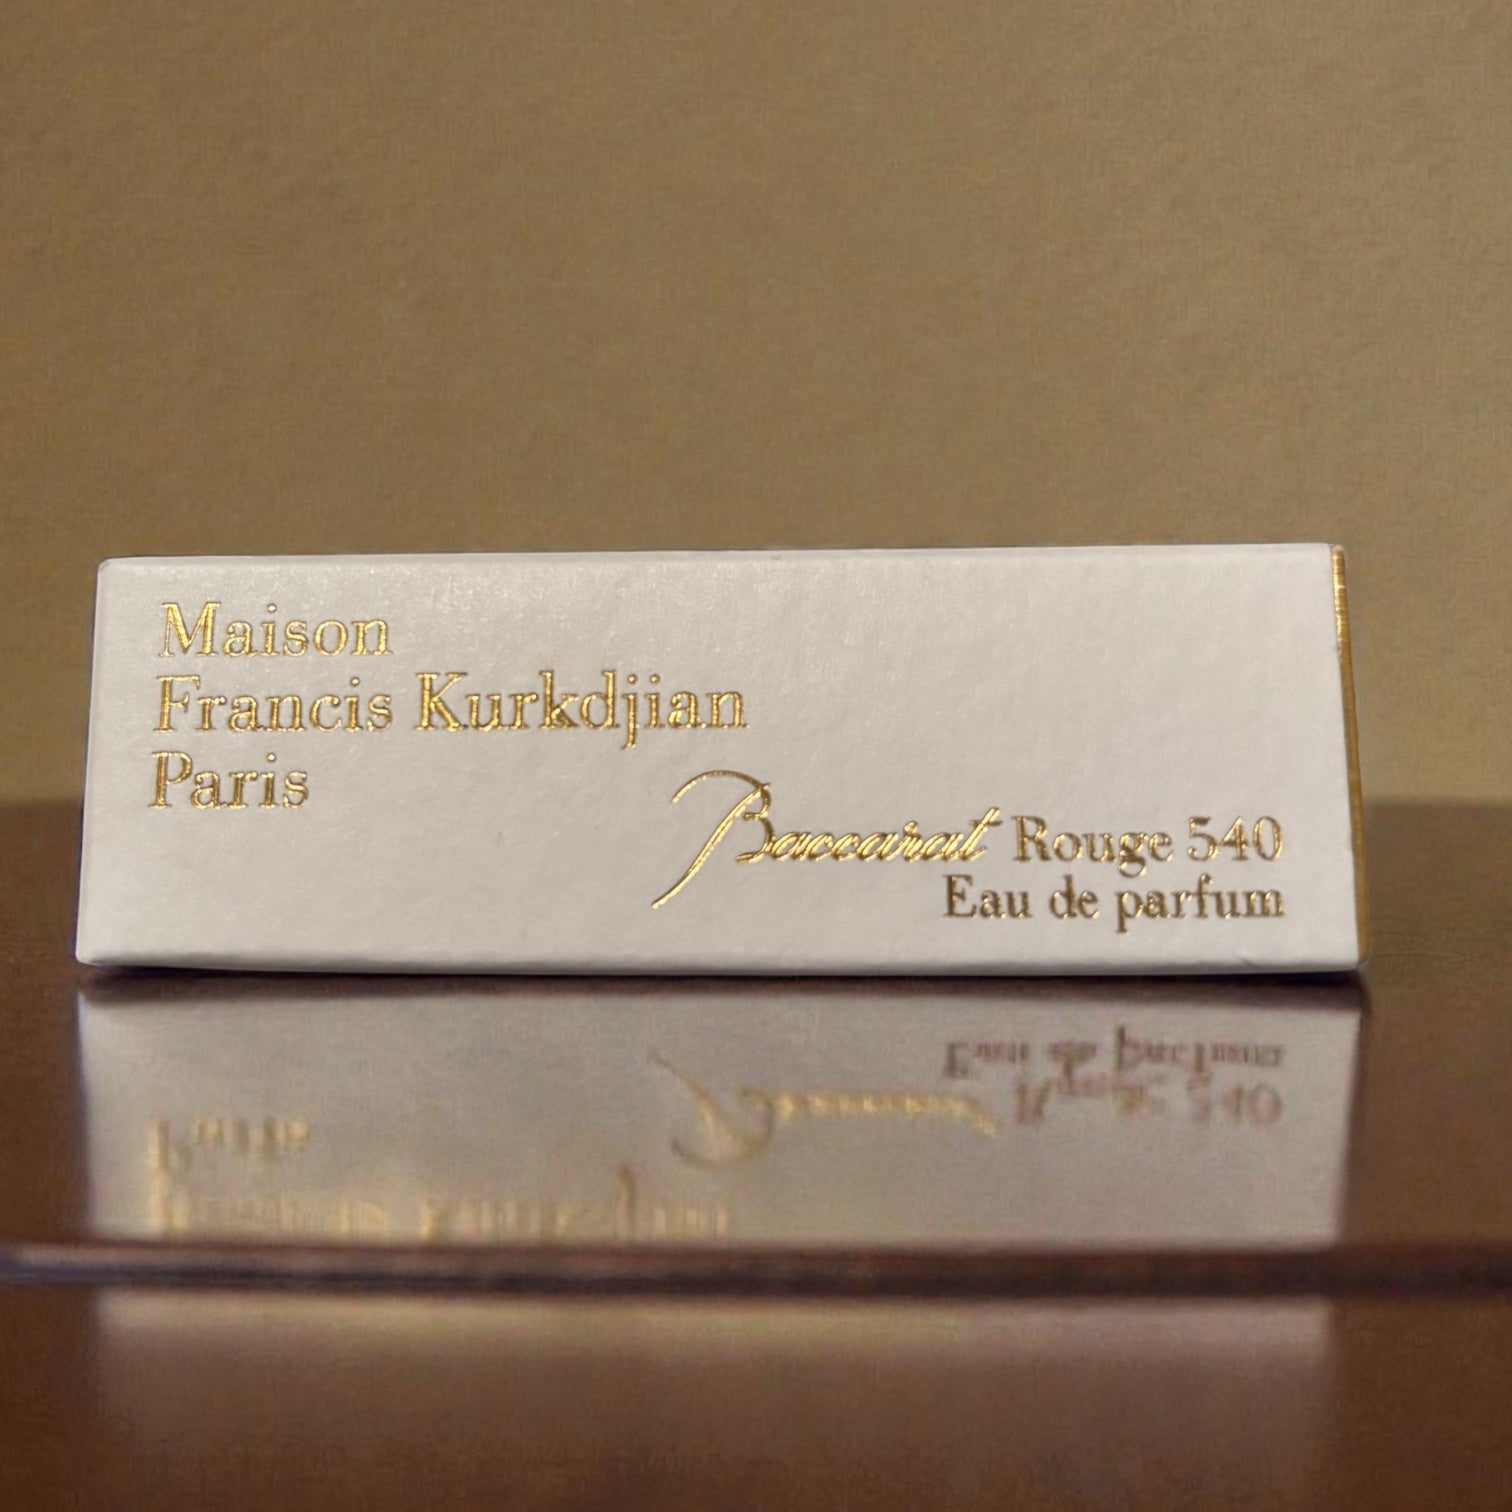 Maison
Francis Kurkdjian
Paris
Baccarat Rouge 540
Eau de parfum